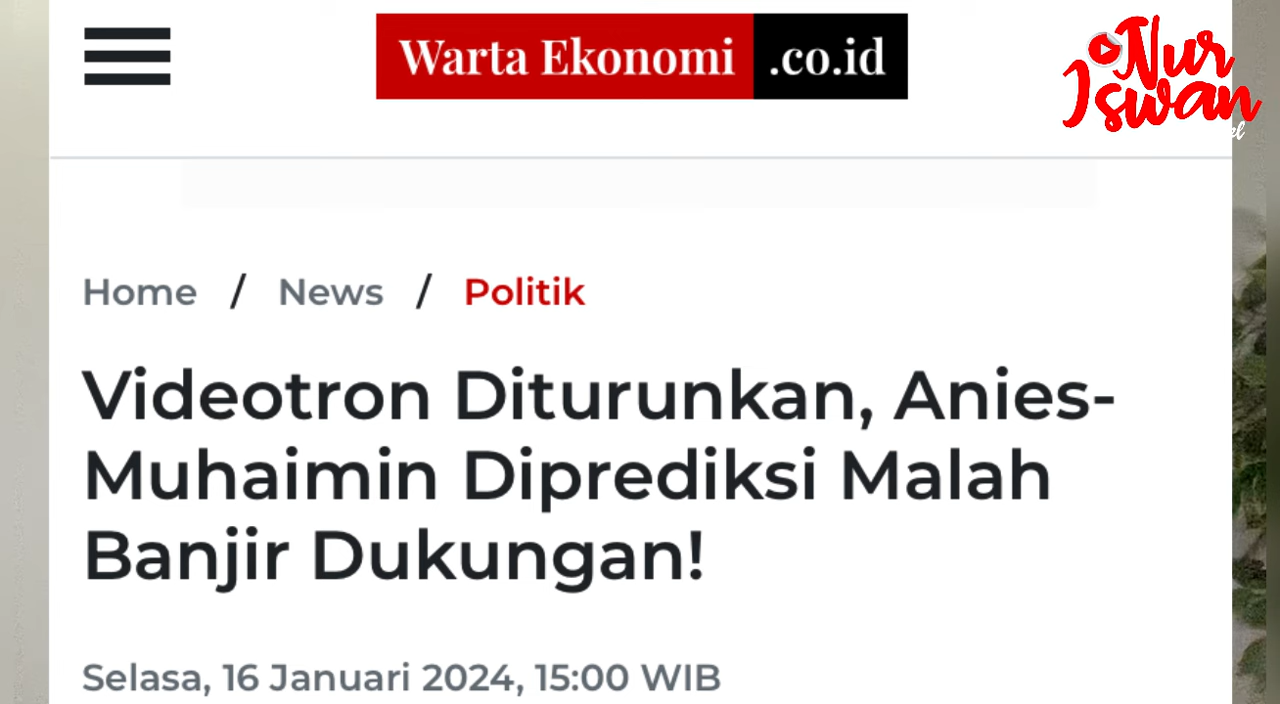 Warta Ekonomi .co.id
Nur
Iswan
Home / News / Politik
Videotron Diturunkan, Anies-
Muhaimin Diprediksi Malah
Banjir Dukungan!
Selasa, 16 Januari 2024, 15:00 WIB